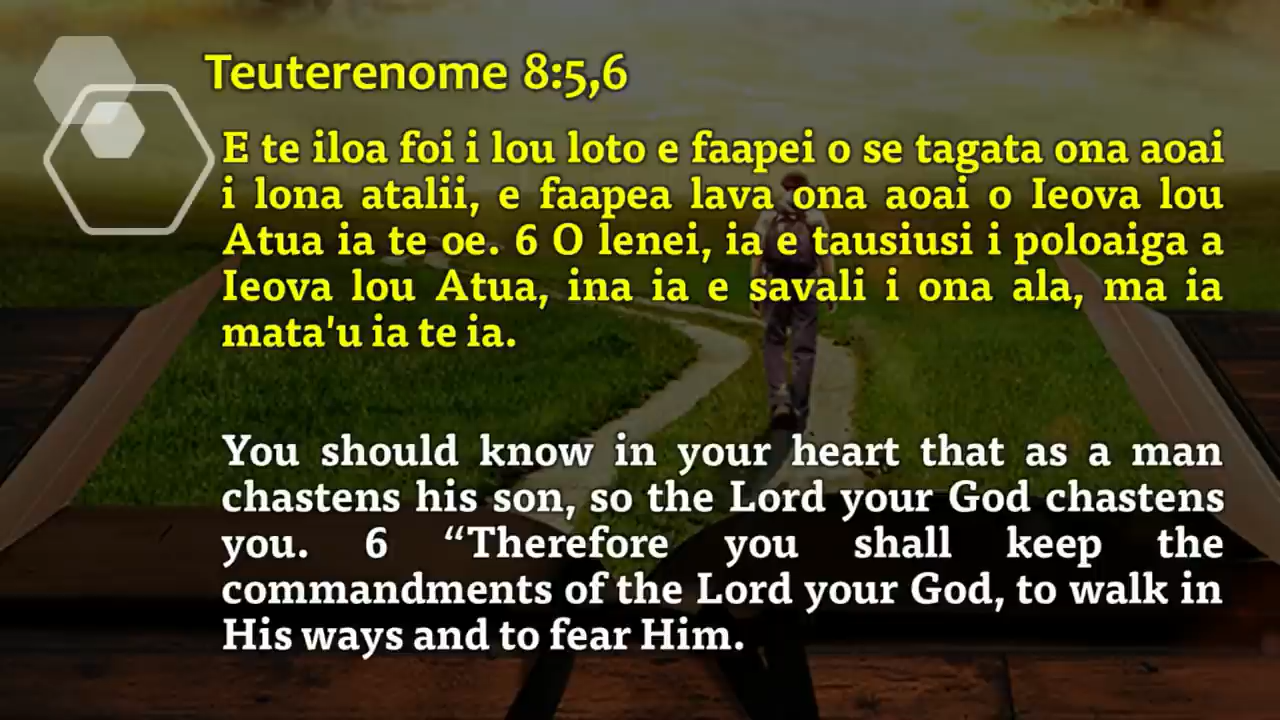 Teuterenome 8:5,6
E te iloa foi i lou loto e faapei o se tagata ona aoai
i lona atalii, e faapea lava ona aoai o Ieova lou
Atua ia te oe. 6 O lenei, ia e tausiusi i poloaiga a
Ieova lou Atua, ina ia e savali i ona ala, ma ia
mata'u ia te ia.
You should know in your heart that as a man
chastens his son, so the Lord your God chastens
you. 6 “Therefore you shall keep the
commandments of the Lord your God, to walk in
His ways and to fear Him.